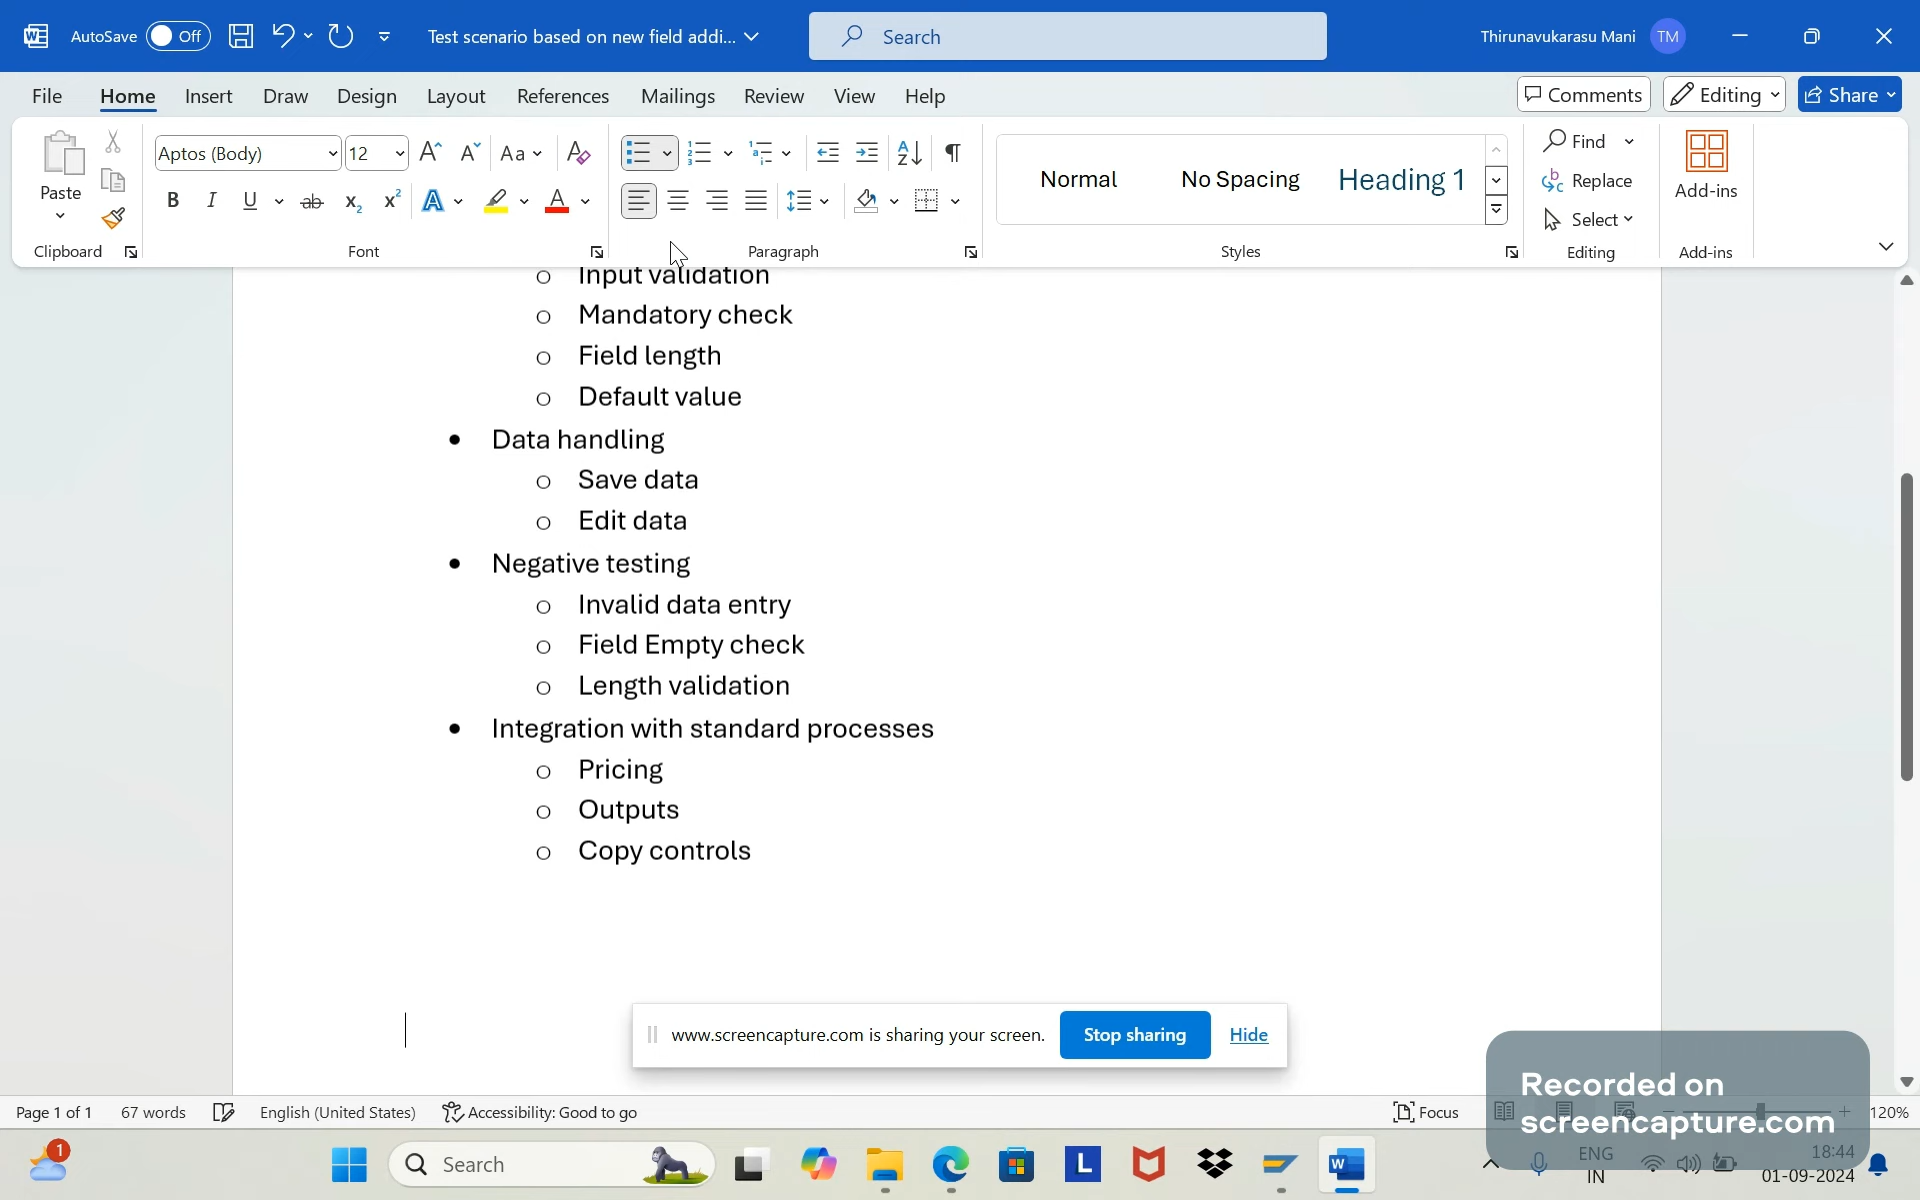 AutoSave Off Test scenario based on new field addi... Search Thirunavukarasu Mani TM
File Home Insert Draw Design Layout References Mailings Review View Help Comments Editing Share
Paste Aptos (Body) 12 Normal No Spacing Heading 1 Find Replace Select Add-ins
Clipboard Font Paragraph Styles Editing Add-ins
Input validation
Mandatory check
Field length
Default value
Data handling
Save data
Edit data
Negative testing
Invalid data entry
Field Empty check
Length validation
Integration with standard processes
Pricing
Outputs
Copy controls
www.screencapture.com is sharing your screen. Stop sharing Hide
Recorded on
screencapture.com
Page 1 of 1 67 words English (United States) Accessibility: Good to go Focus 120%
1 Search ENG
IN 18:44
01-09-2024